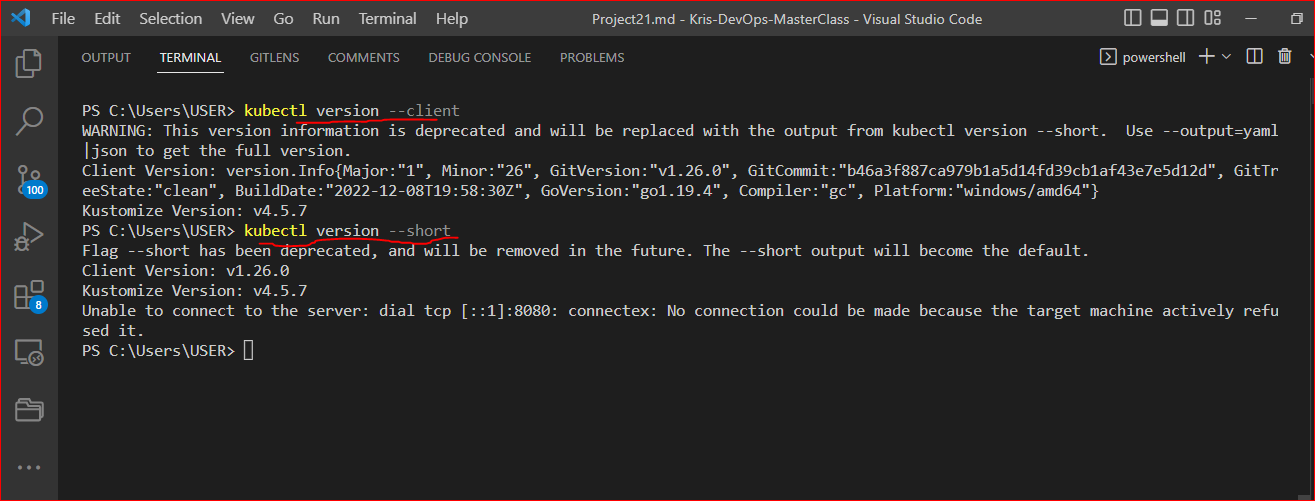 File Edit Selection View Go Run Terminal Help Project21.md - Kris-DevOps-MasterClass - Visual Studio Code
OUTPUT TERMINAL GITLENS COMMENTS DEBUG CONSOLE PROBLEMS powershell
PS C:\Users\USER> kubectl version --client
WARNING: This version information is deprecated and will be replaced with the output from kubectl version --short.  Use --output=yaml
|json to get the full version.
Client Version: version.Info{Major:"1", Minor:"26", GitVersion:"v1.26.0", GitCommit:"b46a3f887ca979b1a5d14fd39cb1af43e7e5d12d", GitTr
eeState:"clean", BuildDate:"2022-12-08T19:58:30Z", GoVersion:"go1.19.4", Compiler:"gc", Platform:"windows/amd64"}
Kustomize Version: v4.5.7
PS C:\Users\USER> kubectl version --short
Flag --short has been deprecated, and will be removed in the future. The --short output will become the default.
Client Version: v1.26.0
Kustomize Version: v4.5.7
Unable to connect to the server: dial tcp [::1]:8080: connectex: No connection could be made because the target machine actively refu
sed it.
PS C:\Users\USER>
100
8